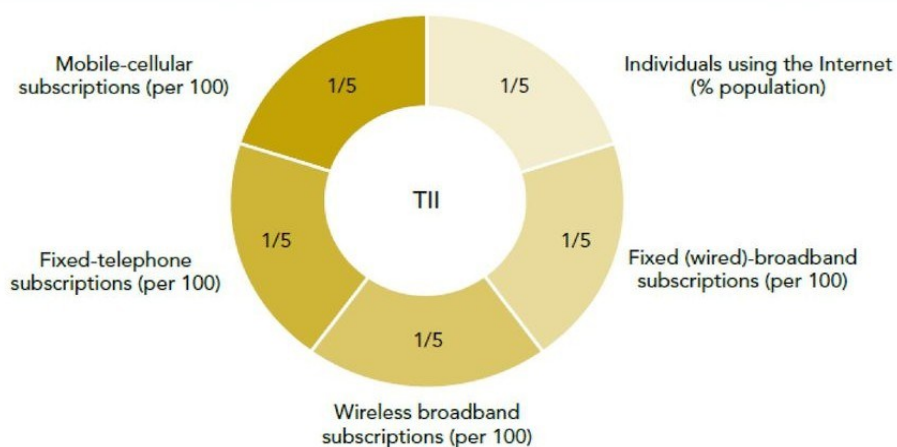 Mobile-cellular
subscriptions (per 100)
1/5
1/5
Individuals using the Internet
(% population)
TII
Fixed-telephone
subscriptions (per 100)
1/5
1/5
Fixed (wired)-broadband
subscriptions (per 100)
1/5
Wireless broadband
subscriptions (per 100)